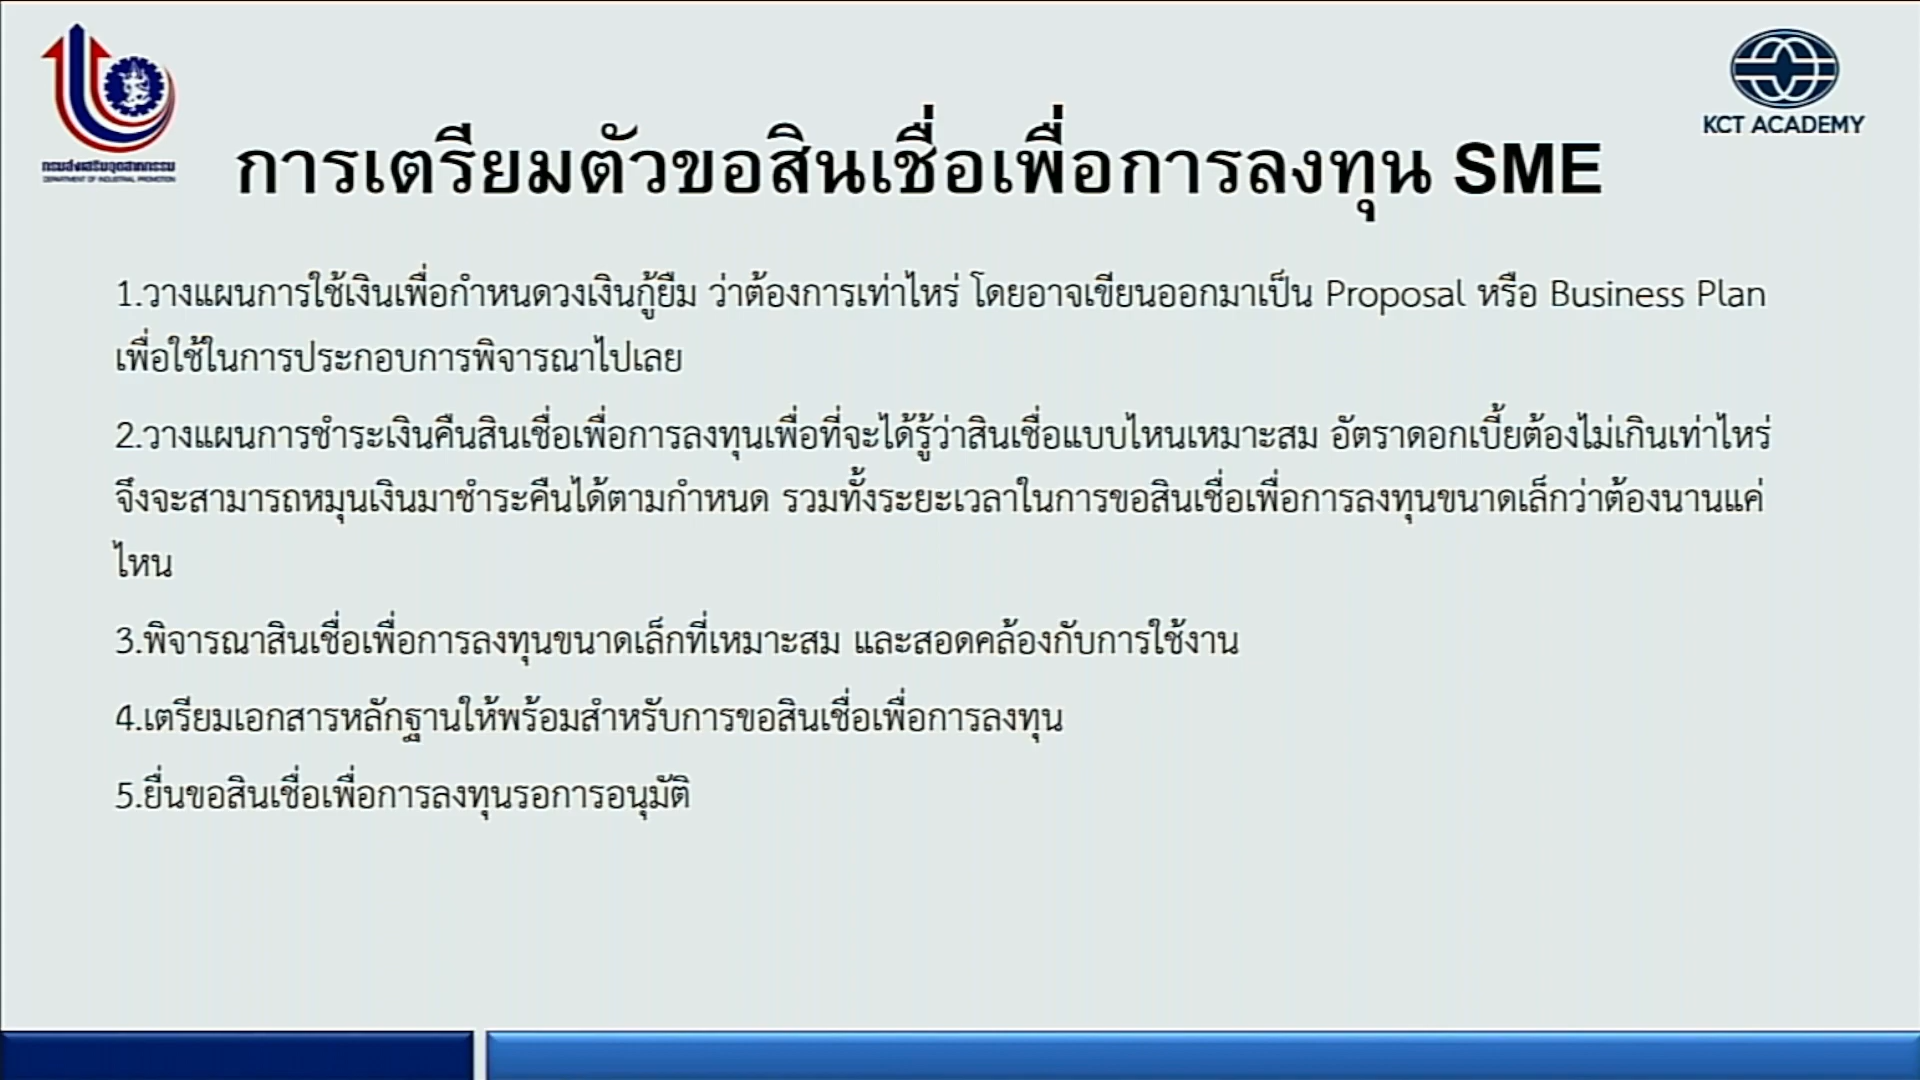 กรมส่งเสริมอุตสาหกรรม
DEPARTMENT OF INDUSTRIAL PROMOTION
KCT ACADEMY
การเตรียมตัวขอสินเชื่อเพื่อการลงทุน SME
1.วางแผนการใช้เงินเพื่อกำหนดวงเงินกู้ยืม ว่าต้องการเท่าไหร่ โดยอาจเขียนออกมาเป็น Proposal หรือ Business Plan
เพื่อใช้ในการประกอบการพิจารณาไปเลย
2.วางแผนการชำระเงินคืนสินเชื่อเพื่อการลงทุนเพื่อที่จะได้รู้ว่าสินเชื่อแบบไหนเหมาะสม อัตราดอกเบี้ยต้องไม่เกินเท่าไหร่
จึงจะสามารถหมุนเงินมาชำระคืนได้ตามกำหนด รวมทั้งระยะเวลาในการขอสินเชื่อเพื่อการลงทุนขนาดเล็กว่าต้องนานแค่
ไหน
3.พิจารณาสินเชื่อเพื่อการลงทุนขนาดเล็กที่เหมาะสม และสอดคล้องกับการใช้งาน
4.เตรียมเอกสารหลักฐานให้พร้อมสำหรับการขอสินเชื่อเพื่อการลงทุน
5.ยื่นขอสินเชื่อเพื่อการลงทุนรอการอนุมัติ